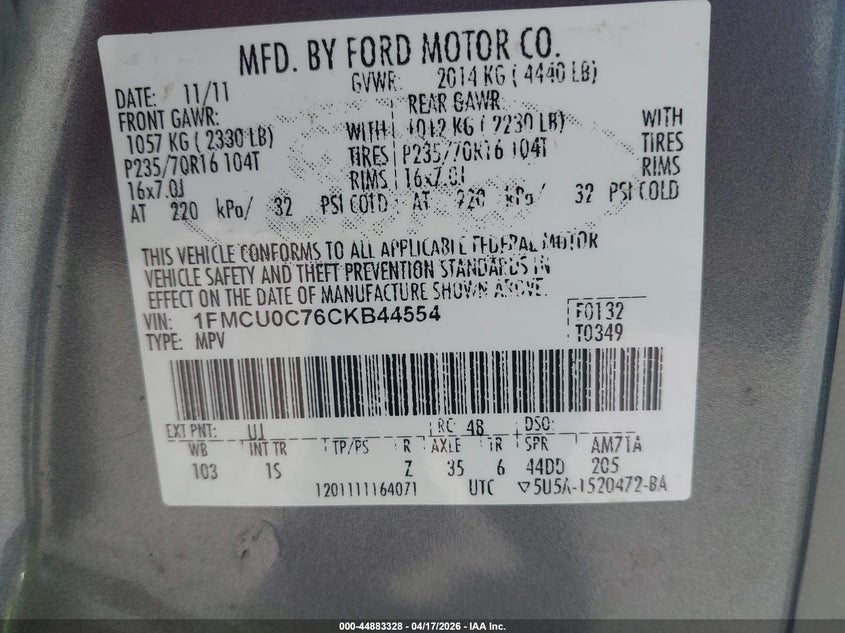 MFD. BY FORD MOTOR CO.
DATE: 11/11 GVWR: 2014 KG ( 4440 LB)
FRONT GAWR: REAR GAWR:
1057 KG ( 2330 LB) WITH 1012 KG ( 2230 LB) WITH
P235/70R16 104T TIRES P235/70R16 104T TIRES
16x7.0J RIMS 16x7.0J RIMS
AT 220 kPa/ 32 PSI COLD AT 220 kPa/ 32 PSI COLD
THIS VEHICLE CONFORMS TO ALL APPLICABLE FEDERAL MOTOR
VEHICLE SAFETY AND THEFT PREVENTION STANDARDS IN
EFFECT ON THE DATE OF MANUFACTURE SHOWN ABOVE.
VIN: 1FMCU0C76CKB44554 F0132
TYPE: MPV T0349
EXT PNT: UJ RC: 48 DSO:
WB INT TR TP/PS R AXLE TR SPR AM7TA
103 1S Z 35 6 44DD 205
1201111164071 UTC ▽5U5A-1520472-BA
000-44883328 - 04/17/2026 - IAA Inc.